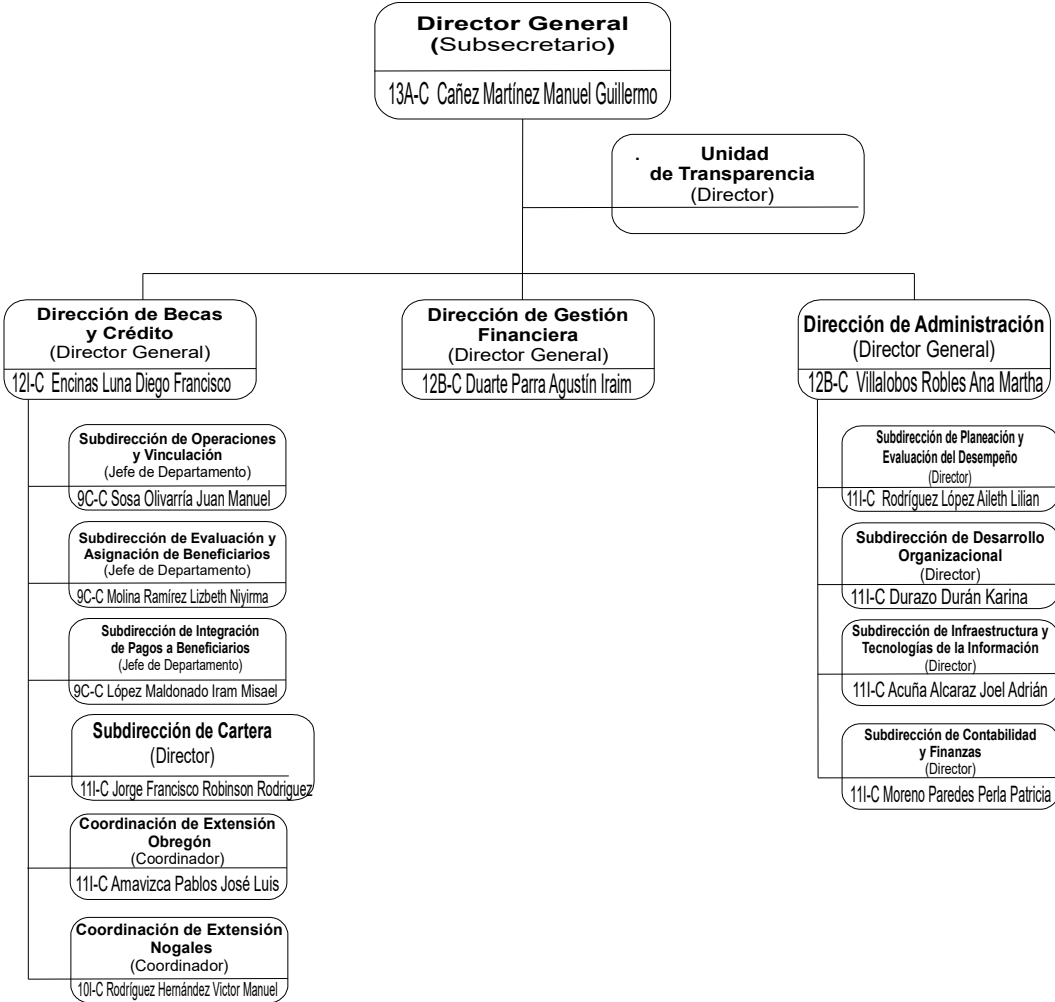 Director General
(Subsecretario)
13A-C Cañez Martínez Manuel Guillermo
. Unidad
de Transparencia
(Director)
Dirección de Becas
y Crédito
(Director General)
12I-C Encinas Luna Diego Francisco
Dirección de Gestión
Financiera
(Director General)
12B-C Duarte Parra Agustín Iraim
Dirección de Administración
(Director General)
12B-C Villalobos Robles Ana Martha
Subdirección de Operaciones
y Vinculación
(Jefe de Departamento)
9C-C Sosa Olivarría Juan Manuel
Subdirección de Evaluación y
Asignación de Beneficiarios
(Jefe de Departamento)
9C-C Molina Ramírez Lizbeth Niyirma
Subdirección de Integración
de Pagos a Beneficiarios
(Jefe de Departamento)
9C-C López Maldonado Iram Misael
Subdirección de Cartera
(Director)
11I-C Jorge Francisco Robinson Rodriguez
Coordinación de Extensión
Obregón
(Coordinador)
11I-C Amavizca Pablos José Luis
Coordinación de Extensión
Nogales
(Coordinador)
10I-C Rodríguez Hernández Victor Manuel
Subdirección de Planeación y
Evaluación del Desempeño
(Director)
11I-C Rodríguez López Aileth Lilian
Subdirección de Desarrollo
Organizacional
(Director)
11I-C Durazo Durán Karina
Subdirección de Infraestructura y
Tecnologías de la Información
(Director)
11I-C Acuña Alcaraz Joel Adrián
Subdirección de Contabilidad
y Finanzas
(Director)
11I-C Moreno Paredes Perla Patricia